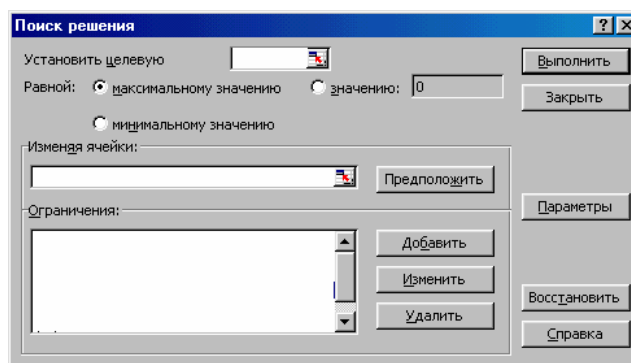 Поиск решения
Установить целевую
Выполнить
Равной: максимальному значению значению: 0
Закрыть
минимальному значению
Изменяя ячейки:
Предположить
Параметры
Ограничения:
Добавить
Изменить
Удалить
Восстановить
Справка